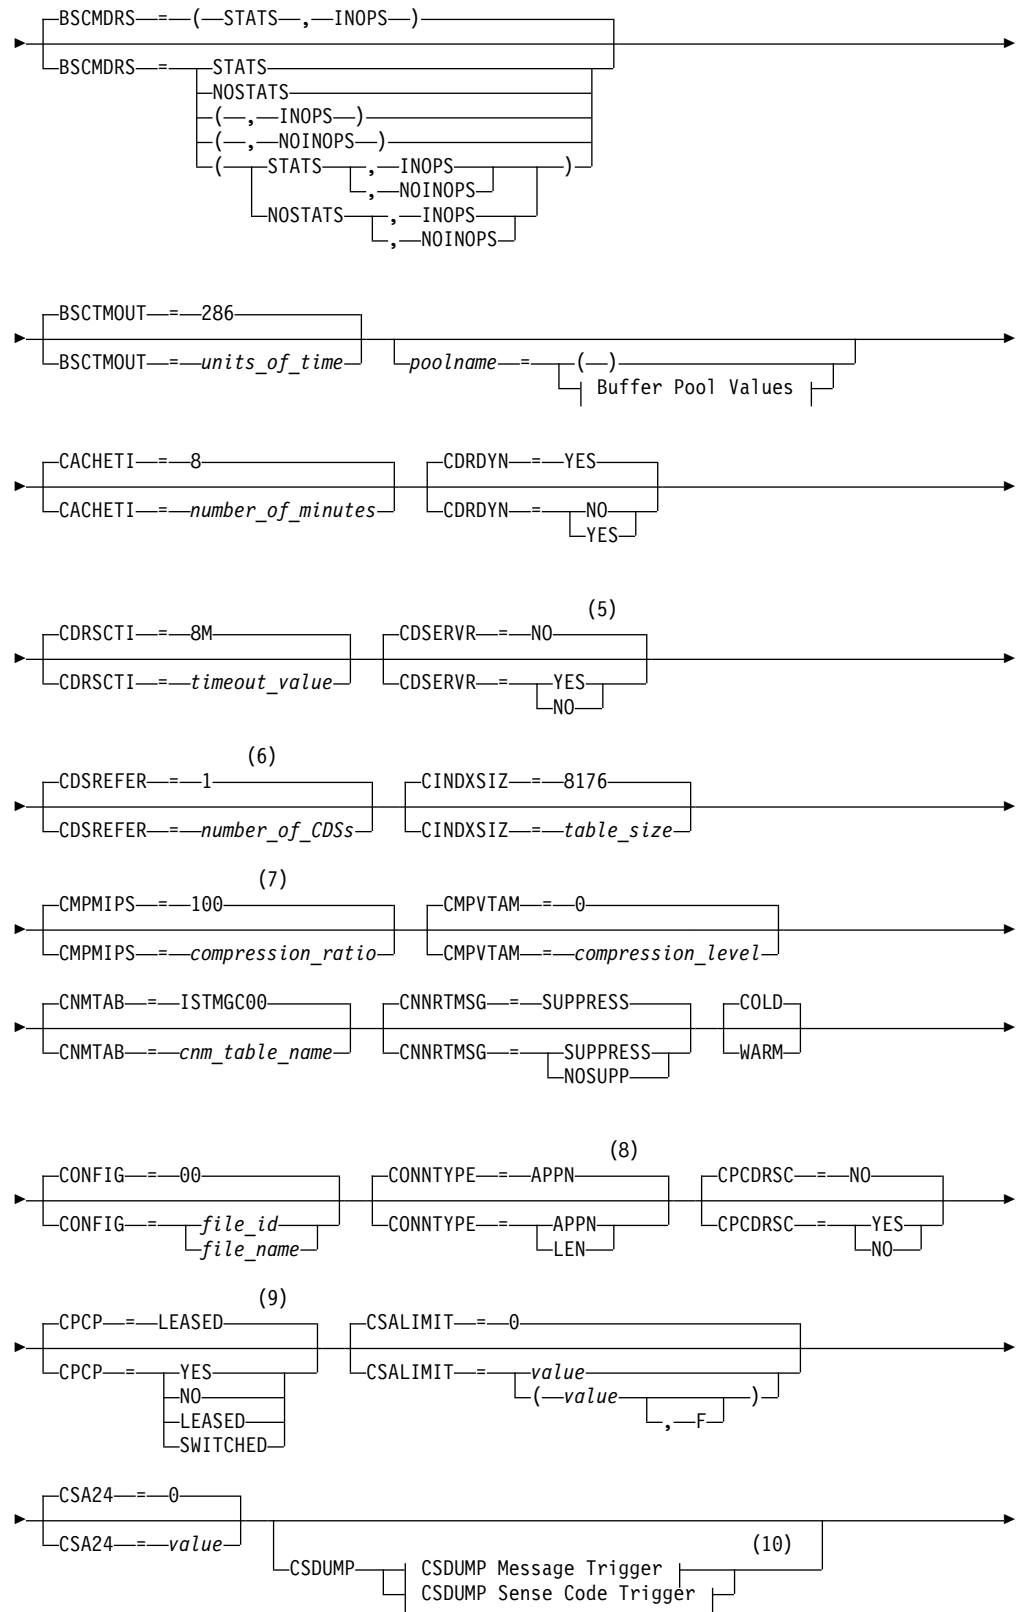 BSCMDRS = ( STATS , INOPS )
BSCMDRS = STATS
NOSTATS
( , INOPS )
( , NOINOPS )
( STATS , INOPS )
, NOINOPS
NOSTATS , INOPS
, NOINOPS
BSCTMOUT = 286
BSCTMOUT = units_of_time poolname = ( )
Buffer Pool Values
CACHETI = 8 CDRDYN = YES
CACHETI = number_of_minutes CDRDYN = NO
YES
(5)
CDRSCTI = 8M CDSERVR = NO
CDRSCTI = timeout_value CDSERVR = YES
NO
(6)
CDSREFER = 1 CINDXSIZ = 8176
CDSREFER = number_of_CDSs CINDXSIZ = table_size
(7)
CMPMIPS = 100 CMPVTAM = 0
CMPMIPS = compression_ratio CMPVTAM = compression_level
CNMTAB = ISTMGC00 CNNRTMSG = SUPPRESS COLD
CNMTAB = cnm_table_name CNNRTMSG = SUPPRESS WARM
NOSUPP
(8)
CONFIG = 00 CONNTYPE = APPN CPCDRSC = NO
CONFIG = file_id CONNTYPE = APPN CPCDRSC = YES
file_name LEN NO
(9)
CPCP = LEASED CSALIMIT = 0
CPCP = YES CSALIMIT = value
NO ( value )
LEASED , F
SWITCHED
CSA24 = 0
CSA24 = value
(10)
CSDUMP CSDUMP Message Trigger
CSDUMP Sense Code Trigger